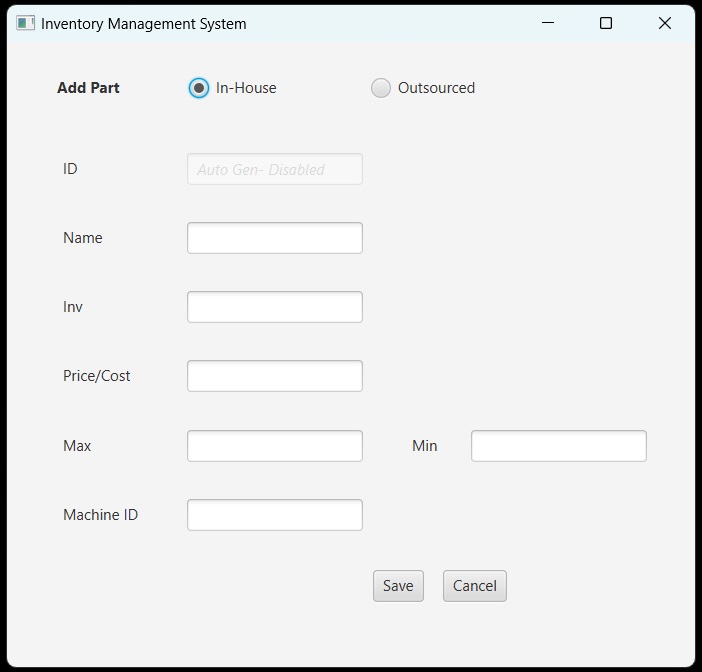 Inventory Management System
Add Part In-House Outsourced
ID Auto Gen- Disabled
Name
Inv
Price/Cost
Max Min
Machine ID
Save Cancel